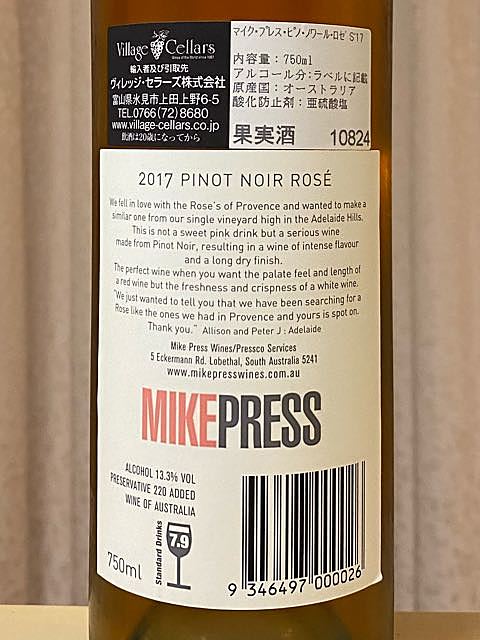 Village Cellars
Wines of the World since 1987
輸入者及び引取先
ヴィレッジ・セラーズ株式会社
富山県氷見市上田上野6-5
TEL.0766(72)8680
www.village-cellars.co.jp
飲酒は20歳になってから
マイク・プレス・ピノ・ノワール・ロゼ S17
内容量：750ml
アルコール分：ラベルに記載
原産国：オーストラリア
酸化防止剤：亜硫酸塩
果実酒 10824
2017 PINOT NOIR ROSÉ
We fell in love with the Rose's of Provence and wanted to make a
similar one from our single vineyard high in the Adelaide Hills.
This is not a sweet pink drink but a serious wine
made from Pinot Noir, resulting in a wine of intense flavour
and a long dry finish.
The perfect wine when you want the palate feel and length of
a red wine but the freshness and crispness of a white wine.
"We just wanted to tell you that we have been searching for a
Rose like the ones we had in Provence and yours is spot on.
Thank you." Allison and Peter J : Adelaide
Mike Press Wines/Pressco Services
5 Eckermann Rd. Lobethal, South Australia 5241
www.mikepresswines.com.au
MIKEPRESS
ALCOHOL 13.3% VOL
PRESERVATIVE 220 ADDED
WINE OF AUSTRALIA
750ml
Standard Drinks
7.9
9 346497 000026